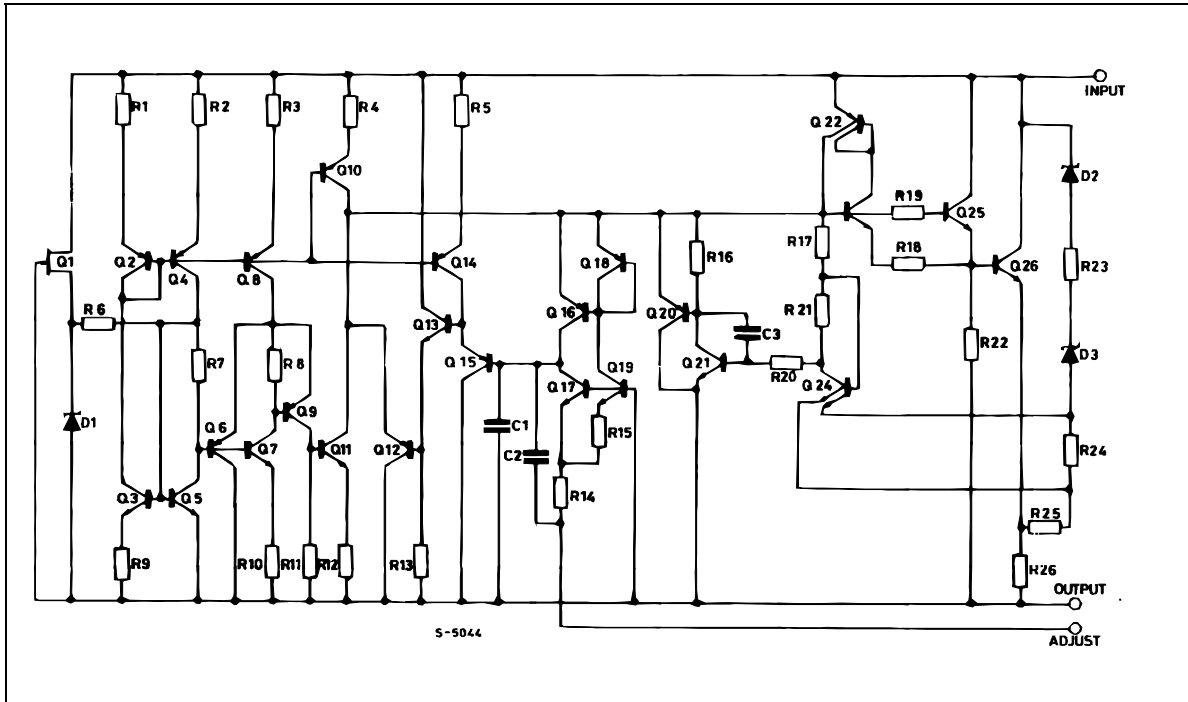 R1
R2
R3
R4
R5
INPUT
Q22
Q10
D2
R19
Q25
R17
R18
Q1
Q2
Q4
Q8
Q14
Q18
R16
Q26
R23
R6
R21
Q16
Q20
C3
Q13
R22
D3
R7
R8
Q15
Q19
Q21
R20
Q24
Q17
Q9
D1
Q6
C1
R15
Q7
Q11
Q12
C2
R24
Q3
Q5
R14
R25
R9
R10
R11
R12
R13
R26
OUTPUT
S-5044
ADJUST